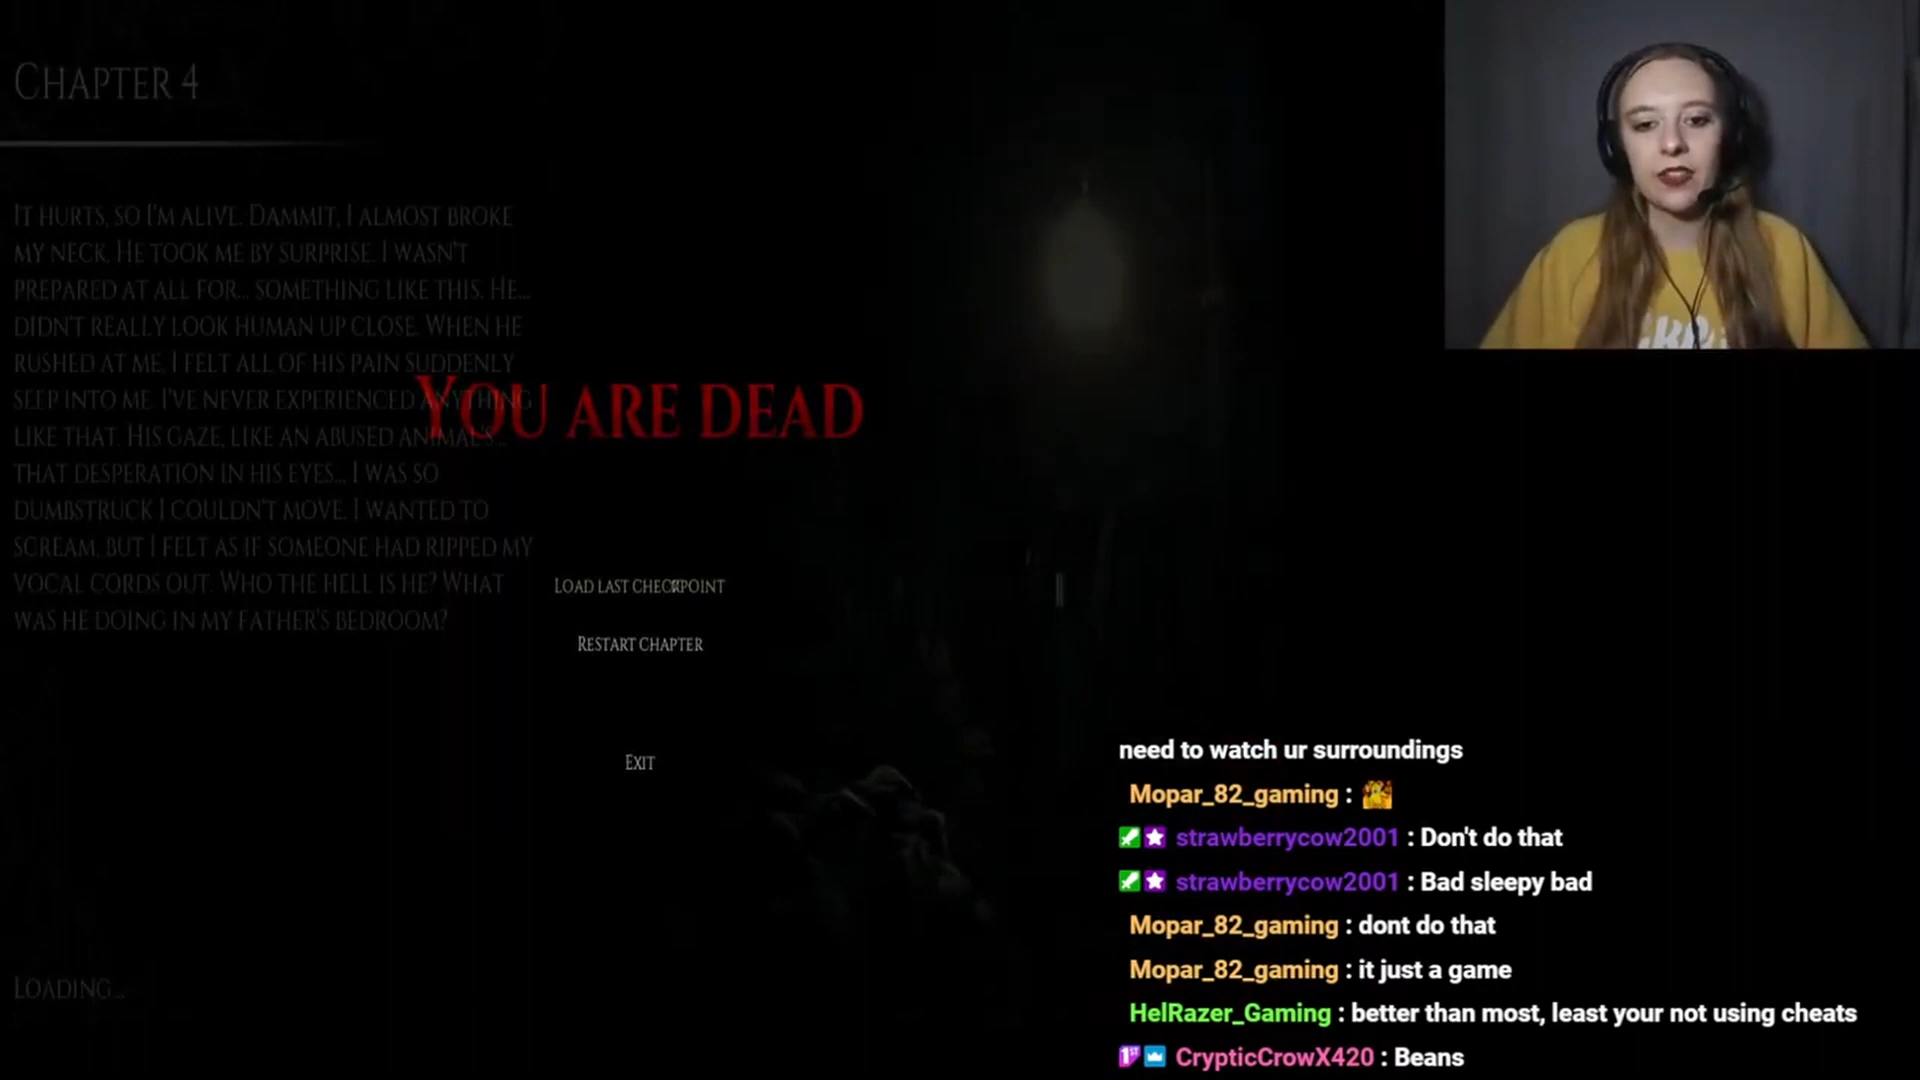 CHAPTER 4
IT HURTS, SO I'M ALIVE. DAMMIT, I ALMOST BROKE
MY NECK. HE TOOK ME BY SURPRISE. I WASN'T
PREPARED AT ALL FOR... SOMETHING LIKE THIS. HE...
DIDN'T REALLY LOOK HUMAN UP CLOSE. WHEN HE
RUSHED AT ME, I FELT ALL OF HIS PAIN SUDDENLY
SEEP INTO ME. I'VE NEVER EXPERIENCED ANYTHING
LIKE THAT. HIS GAZE, LIKE AN ABUSED ANIMAL'S...
THAT DESPERATION IN HIS EYES... I WAS SO
DUMBSTRUCK I COULDN'T MOVE. I WANTED TO
SCREAM, BUT I FELT AS IF SOMEONE HAD RIPPED MY
VOCAL CORDS OUT. WHO THE HELL IS HE? WHAT
WAS HE DOING IN MY FATHER'S BEDROOM?
YOU ARE DEAD
LOAD LAST CHECKPOINT
RESTART CHAPTER
EXIT
LOADING...
need to watch ur surroundings
Mopar_82_gaming :
strawberrycow2001 : Don't do that
strawberrycow2001 : Bad sleepy bad
Mopar_82_gaming : dont do that
Mopar_82_gaming : it just a game
HelRazer_Gaming : better than most, least your not using cheats
1ST CrypticCrowX420 : Beans